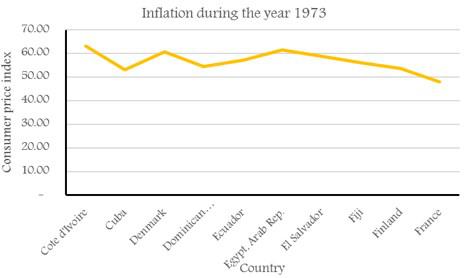 Inflation during the year 1973
Consumer price index
70.00
60.00
50.00
40.00
30.00
20.00
10.00
-
Cote d'Ivoire
Cuba
Denmark
Dominican...
Ecuador
Egypt. Arab Rep.
El Salvador
Fiji
Finland
France
Country